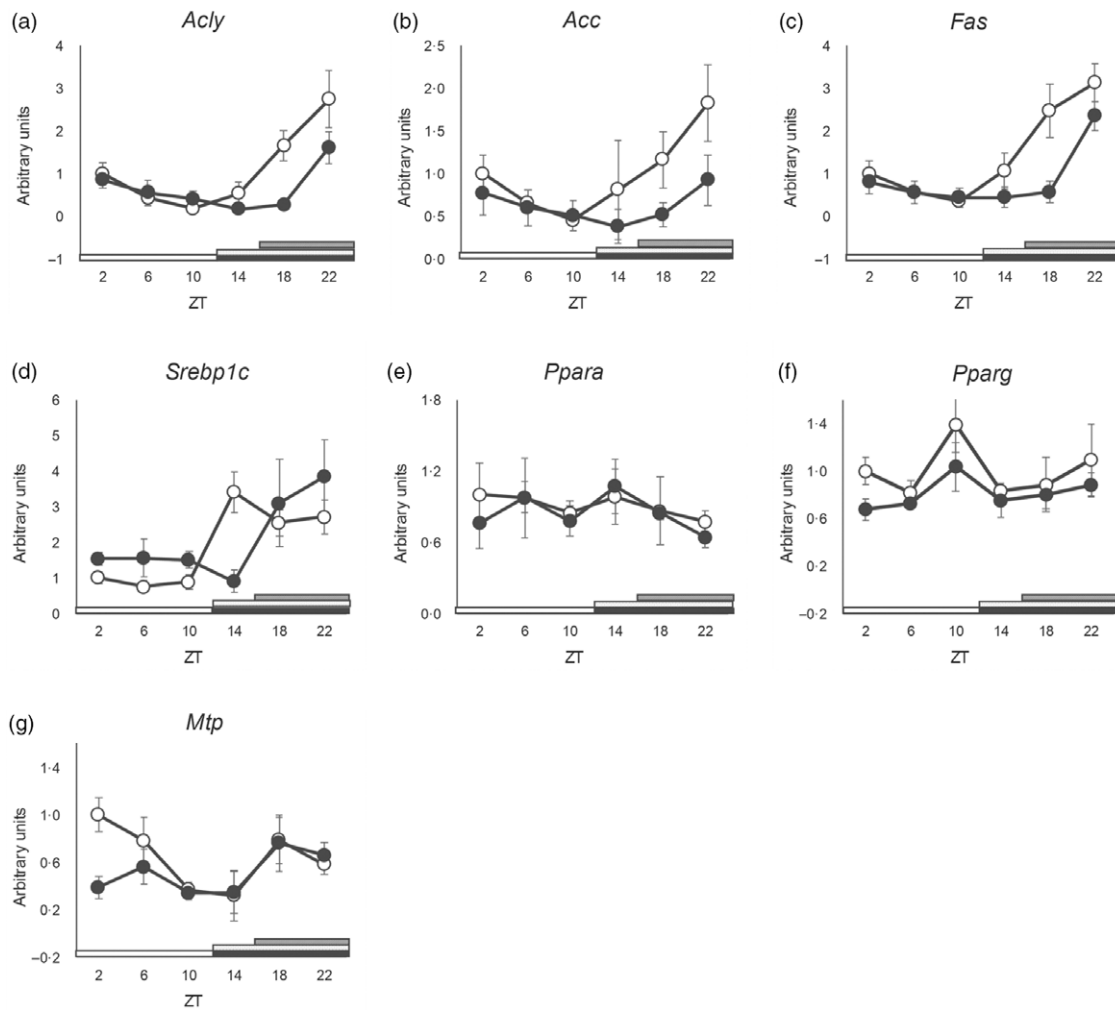 (a) Acly
Arbitrary units
4
3
2
1
0
–1
2 6 10 14 18 22
ZT
(b) Acc
Arbitrary units
2·5
2·0
1·5
1·0
0·5
0·0
2 6 10 14 18 22
ZT
(c) Fas
Arbitrary units
4
3
2
1
0
–1
2 6 10 14 18 22
ZT
(d) Srebp1c
Arbitrary units
6
5
4
3
2
1
0
2 6 10 14 18 22
ZT
(e) Ppara
Arbitrary units
1·8
1·2
0·6
0·0
2 6 10 14 18 22
ZT
(f) Pparg
Arbitrary units
1·4
1·0
0·6
0·2
–0·2
2 6 10 14 18 22
ZT
(g) Mtp
Arbitrary units
1·4
1·0
0·6
0·2
–0·2
2 6 10 14 18 22
ZT